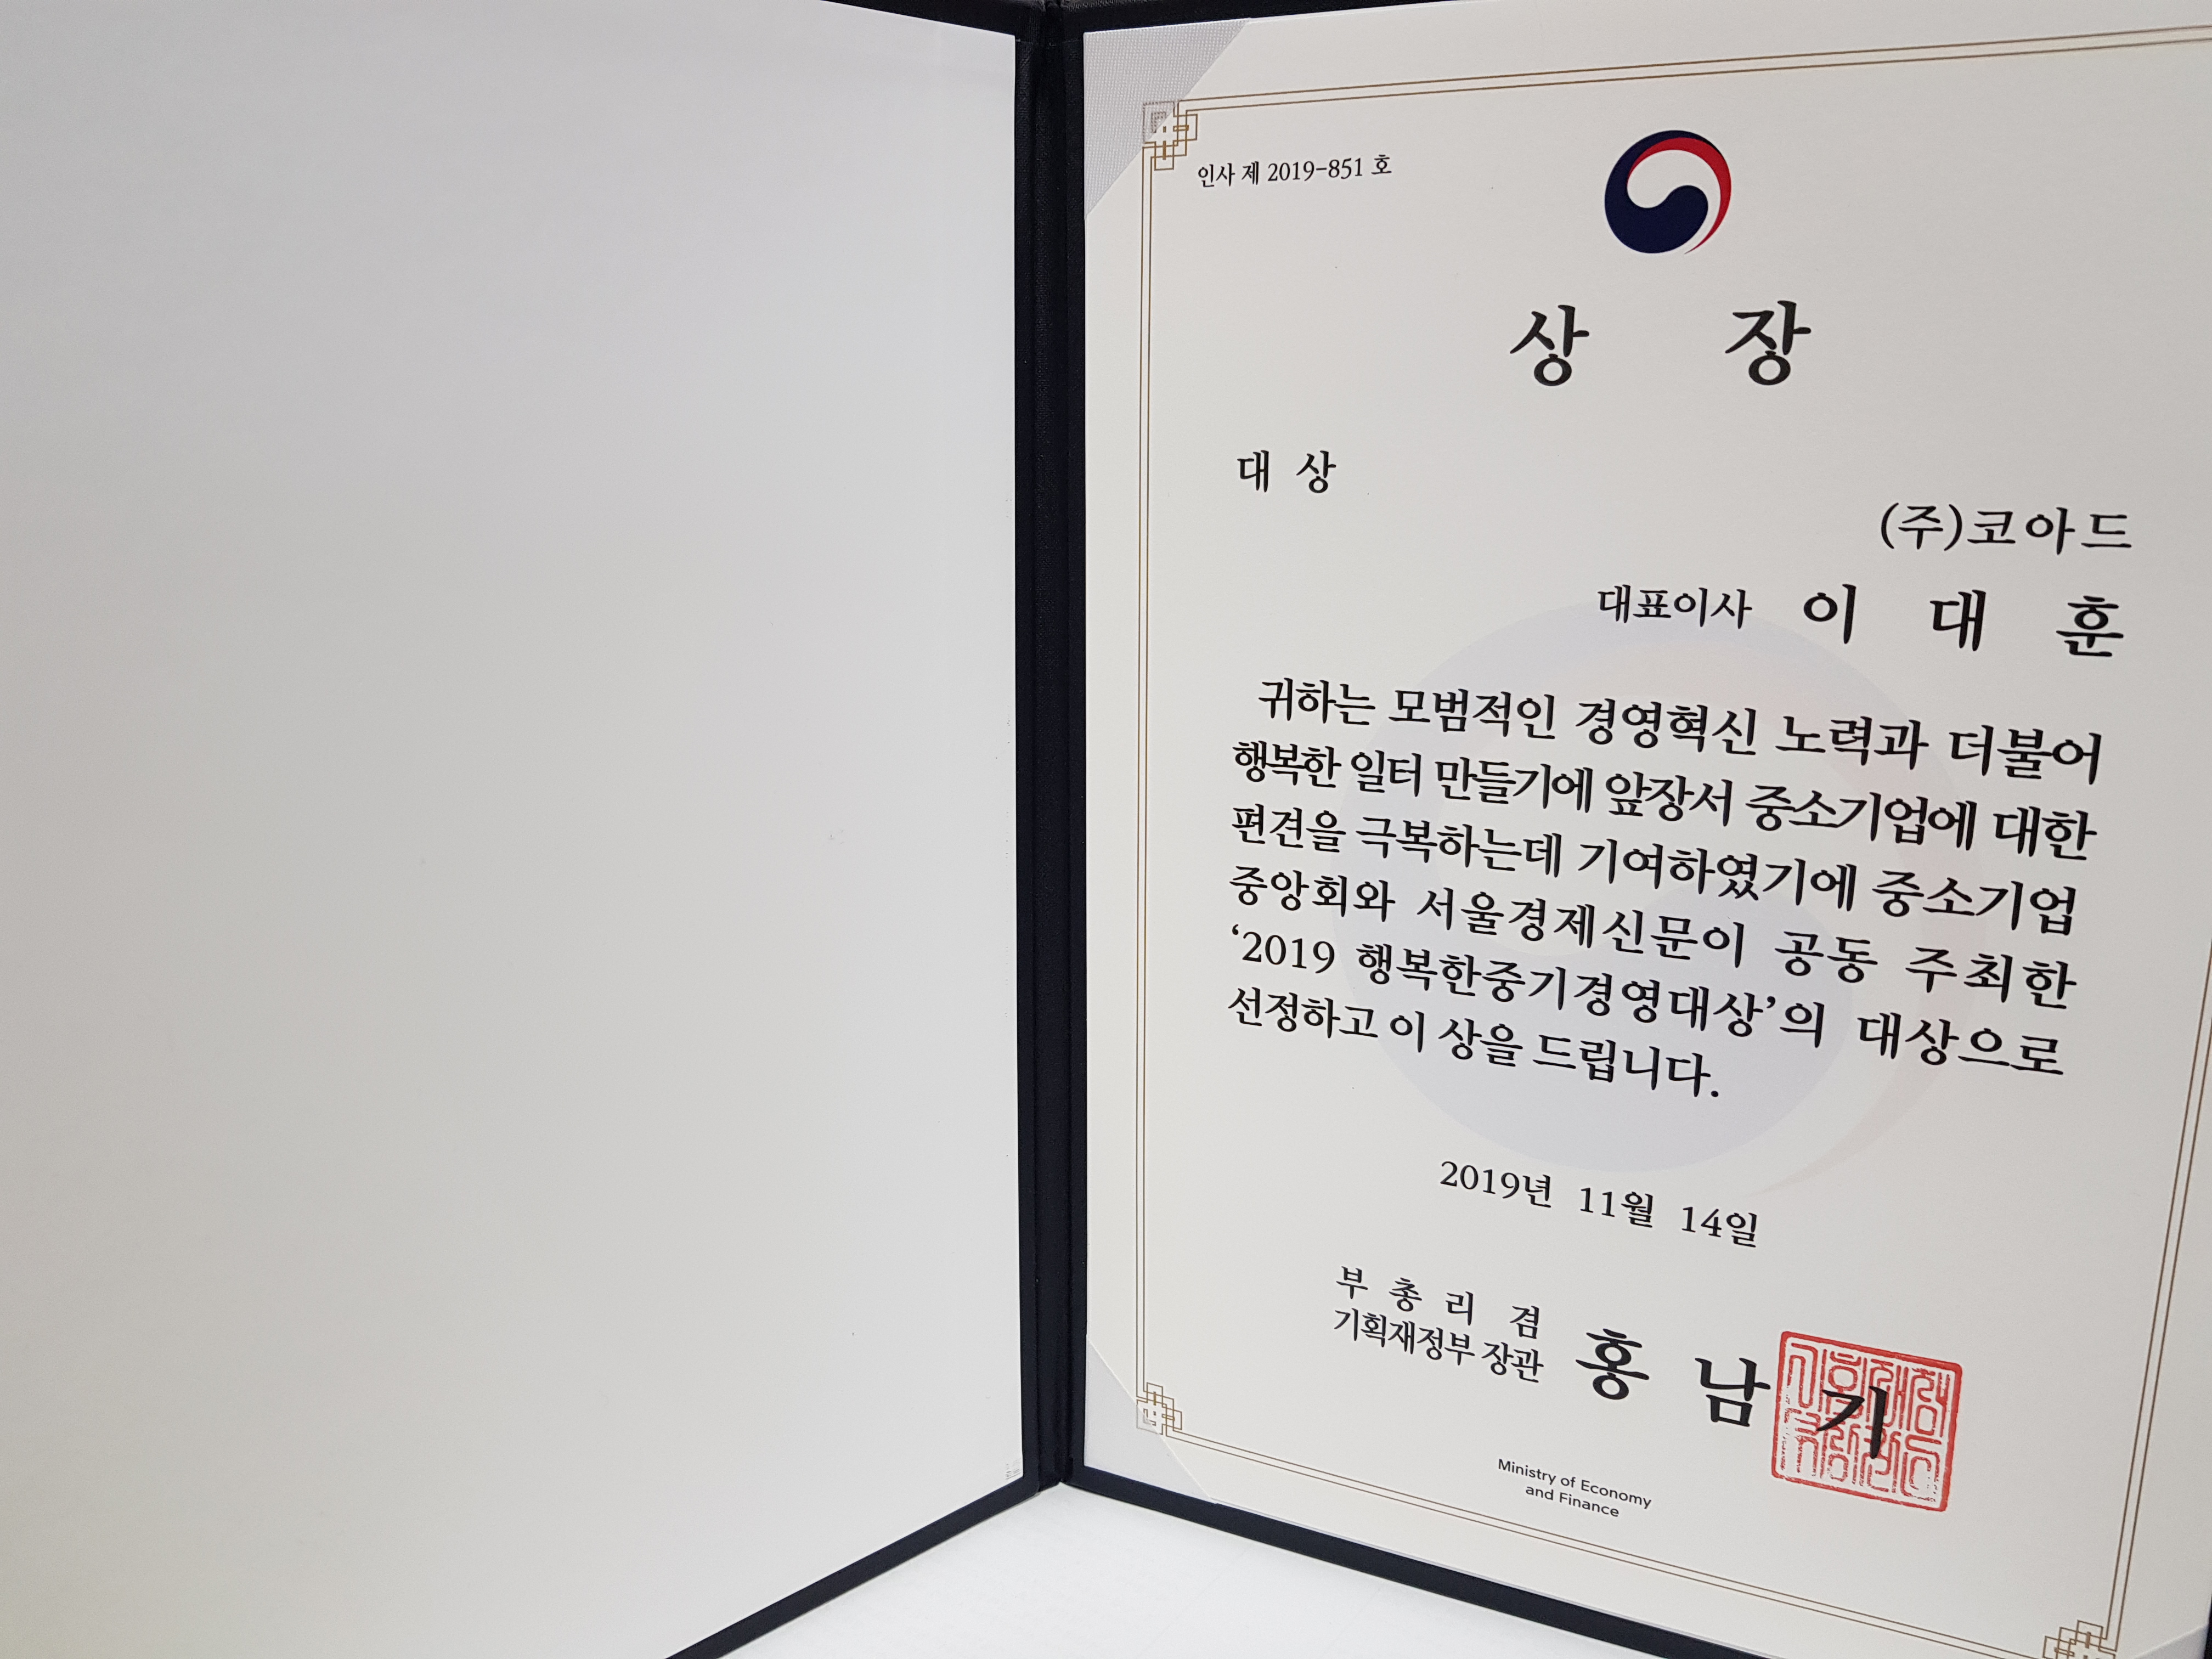 인사 제 2019-851 호
상 장
대 상
(주)코아드
대표이사 이 대 훈
귀하는 모범적인 경영혁신 노력과 더불어
행복한 일터 만들기에 앞장서 중소기업에 대한
편견을 극복하는데 기여하였기에 중소기업
중앙회와 서울경제신문이 공동 주최한
‘2019 행복한중기경영대상’의 대상으로
선정하고 이 상을 드립니다.
2019년 11월 14일
부 총 리 겸
기획재정부 장관 홍 남 기
Ministry of Economy
and Finance